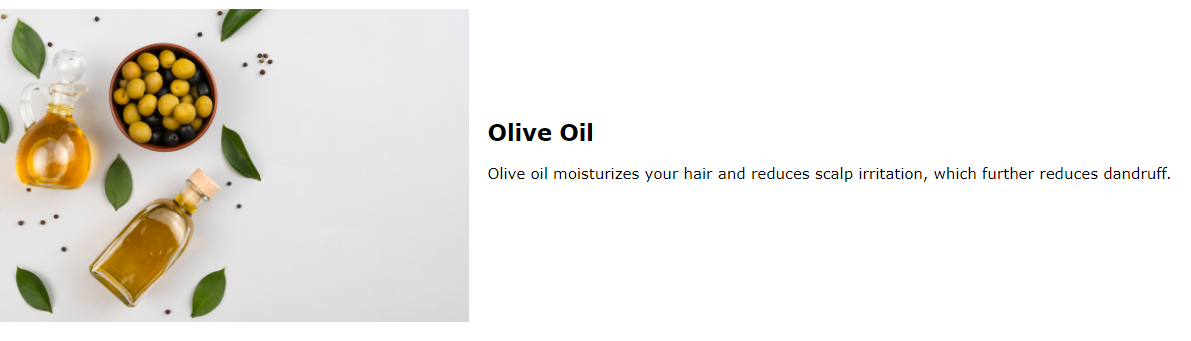 Olive Oil
Olive oil moisturizes your hair and reduces scalp irritation, which further reduces dandruff.